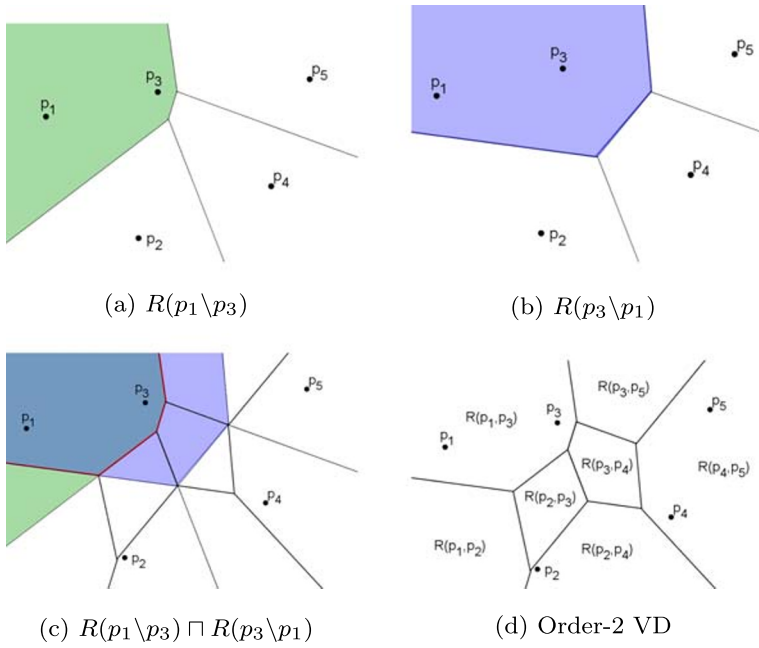 p₁
p₃
p₅
p₄
p₂
(a) R(p₁\p₃)
p₁
p₃
p₅
p₄
p₂
(b) R(p₃\p₁)
p₁
p₃
p₅
p₄
p₂
(c) R(p₁\p₃) ⊓ R(p₃\p₁)
R(p₃,p₅)
p₃
p₅
R(p₁,p₃)
p₁
R(p₃,p₄)
R(p₄,p₅)
R(p₂,p₃)
p₄
R(p₁,p₂)
R(p₂,p₄)
p₂
(d) Order-2 VD